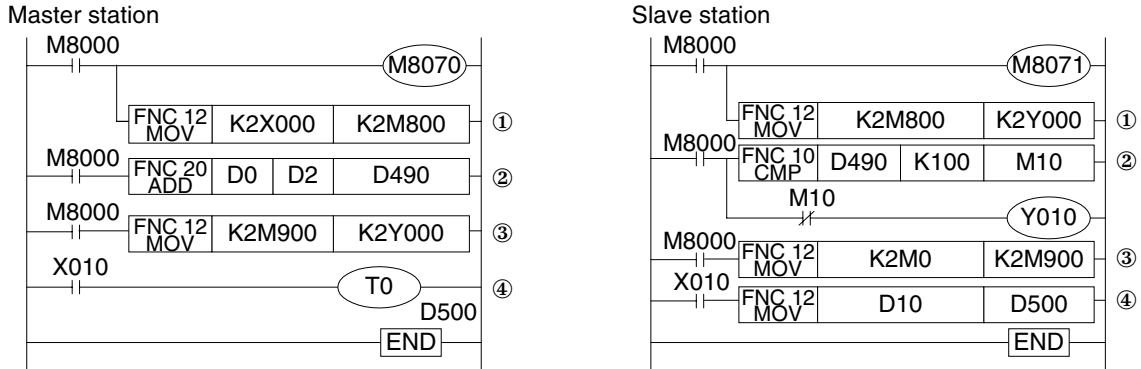 Master station
M8000
M8070
FNC 12 MOV K2X000 K2M800 ①
M8000
FNC 20 ADD D0 D2 D490 ②
M8000
FNC 12 MOV K2M900 K2Y000 ③
X010
T0 ④
D500
END
Slave station
M8000
M8071
FNC 12 MOV K2M800 K2Y000 ①
M8000
FNC 10 CMP D490 K100 M10 ②
M10
Y010
M8000
FNC 12 MOV K2M0 K2M900 ③
X010
FNC 12 MOV D10 D500 ④
END